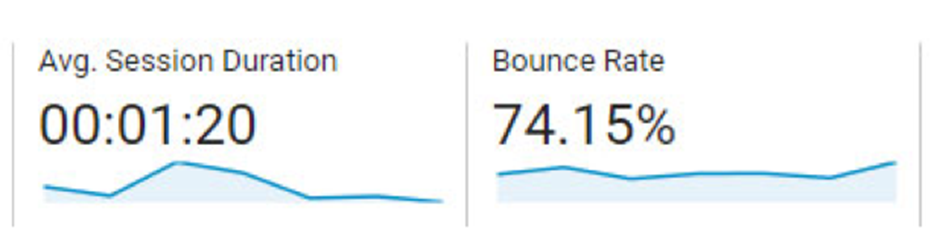 Avg. Session Duration
00:01:20
Bounce Rate
74.15%